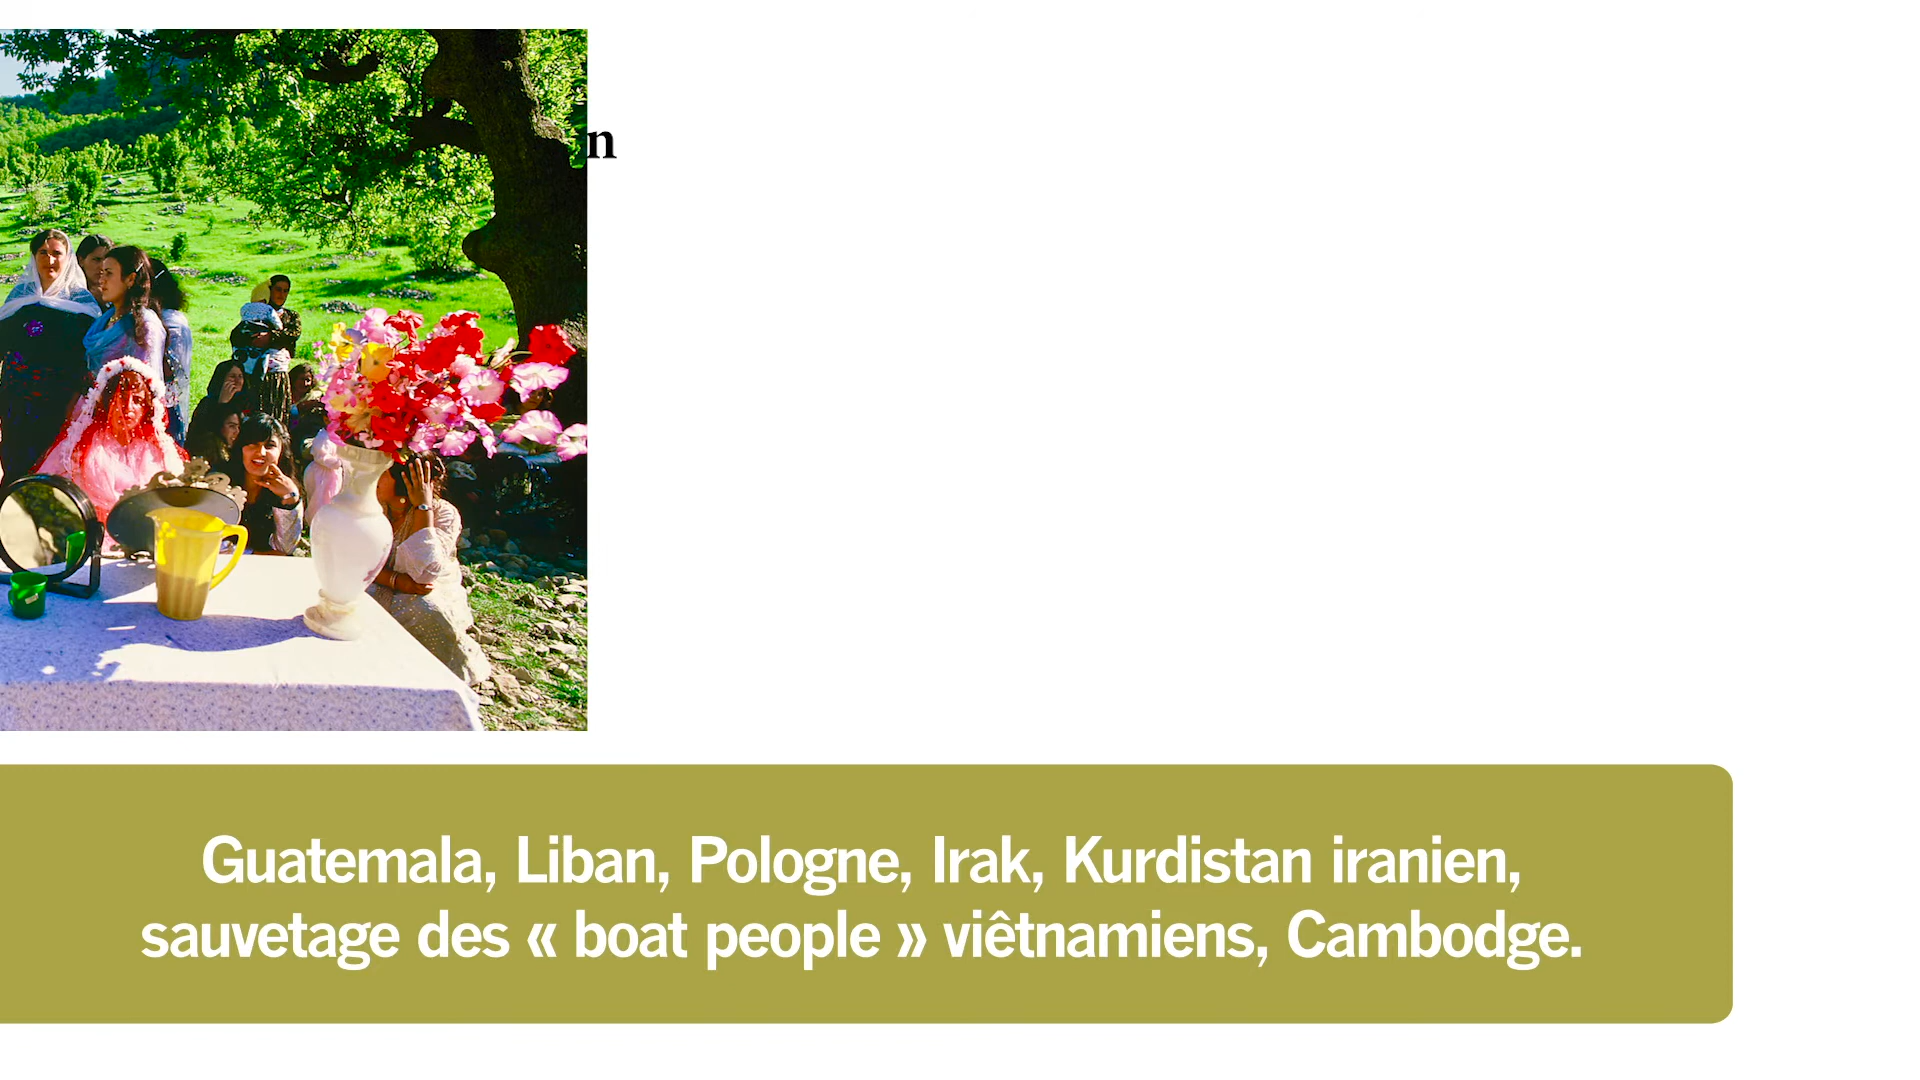 n
Guatemala, Liban, Pologne, Irak, Kurdistan iranien,
sauvetage des « boat people » viêtnamiens, Cambodge.